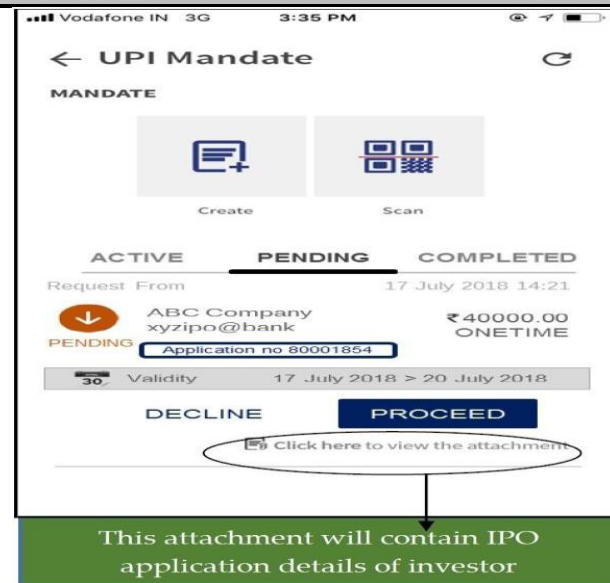 Vodafone IN 3G 3:35 PM
← UPI Mandate
MANDATE
Create Scan
ACTIVE PENDING COMPLETED
Request From 17 July 2018 14:21
ABC Company ₹40000.00
xyzipo@bank ONETIME
PENDING
Application no 80001854
30 Validity 17 July 2018 > 20 July 2018
DECLINE PROCEED
Click here to view the attachment
This attachment will contain IPO
application details of investor